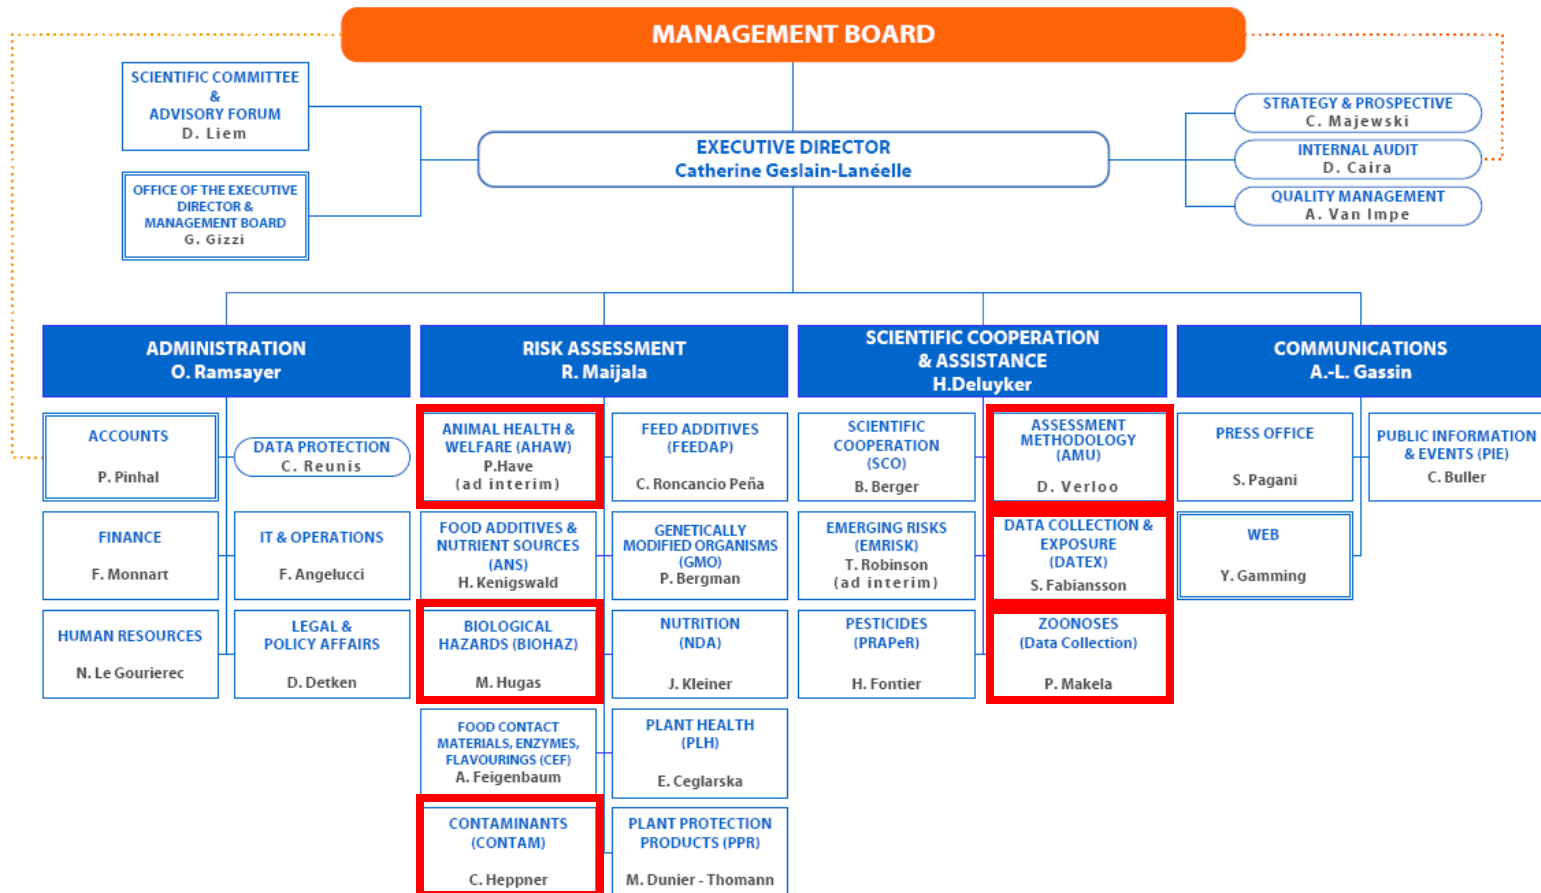 MANAGEMENT BOARD
SCIENTIFIC COMMITTEE
&
ADVISORY FORUM
D. Liem
OFFICE OF THE EXECUTIVE
DIRECTOR &
MANAGEMENT BOARD
G. Gizzi
EXECUTIVE DIRECTOR
Catherine Geslain-Lanéelle
STRATEGY & PROSPECTIVE
C. Majewski
INTERNAL AUDIT
D. Caira
QUALITY MANAGEMENT
A. Van Impe
ADMINISTRATION
O. Ramsayer
ACCOUNTS
P. Pinhal
DATA PROTECTION
C. Reunis
FINANCE
F. Monnart
IT & OPERATIONS
F. Angelucci
HUMAN RESOURCES
N. Le Gourierec
LEGAL &
POLICY AFFAIRS
D. Detken
RISK ASSESSMENT
R. Maijala
ANIMAL HEALTH &
WELFARE (AHAW)
P.Have
(ad interim)
FEED ADDITIVES
(FEEDAP)
C. Roncancio Peña
FOOD ADDITIVES &
NUTRIENT SOURCES
(ANS)
H. Kenigswald
GENETICALLY
MODIFIED ORGANISMS
(GMO)
P. Bergman
BIOLOGICAL
HAZARDS (BIOHAZ)
M. Hugas
NUTRITION
(NDA)
J. Kleiner
FOOD CONTACT
MATERIALS, ENZYMES,
FLAVOURINGS (CEF)
A. Feigenbaum
PLANT HEALTH
(PLH)
E. Ceglarska
CONTAMINANTS
(CONTAM)
C. Heppner
PLANT PROTECTION
PRODUCTS (PPR)
M. Dunier - Thomann
SCIENTIFIC COOPERATION
& ASSISTANCE
H.Deluyker
SCIENTIFIC
COOPERATION
(SCO)
B. Berger
ASSESSMENT
METHODOLOGY
(AMU)
D. Verloo
EMERGING RISKS
(EMRISK)
T. Robinson
(ad interim)
DATA COLLECTION &
EXPOSURE
(DATEX)
S. Fabiansson
PESTICIDES
(PRAPeR)
H. Fontier
ZOONOSES
(Data Collection)
P. Makela
COMMUNICATIONS
A.-L. Gassin
PRESS OFFICE
S. Pagani
PUBLIC INFORMATION
& EVENTS (PIE)
C. Buller
WEB
Y. Gamming